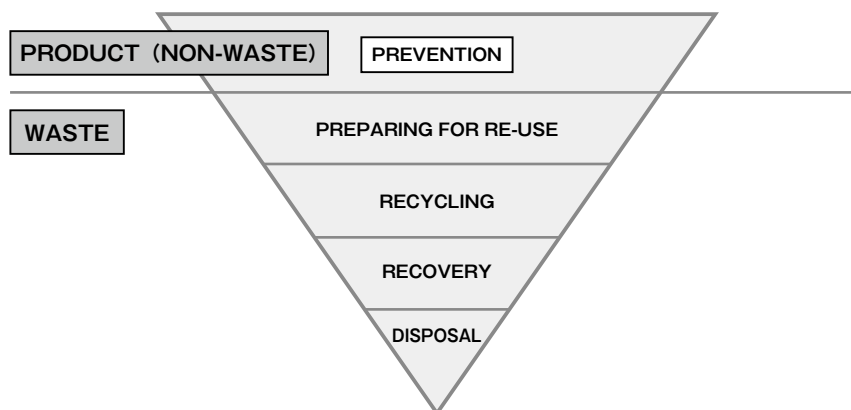 PRODUCT (NON-WASTE)
PREVENTION
WASTE
PREPARING FOR RE-USE
RECYCLING
RECOVERY
DISPOSAL